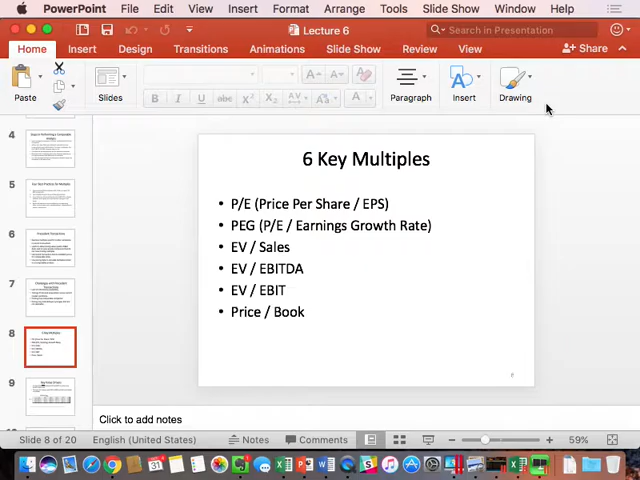 PowerPoint File Edit View Insert Format Arrange Tools Slide Show Window Help
Lecture 6
Search in Presentation
Home Insert Design Transitions Animations Slide Show Review View
Share
Paste Slides Paragraph Insert Drawing
B I U
4
5
6
7
8
9
6 Key Multiples
• P/E (Price Per Share / EPS)
• PEG (P/E / Earnings Growth Rate)
• EV / Sales
• EV / EBITDA
• EV / EBIT
• Price / Book
Click to add notes
Slide 8 of 20 English (United States) Notes Comments 59%
31